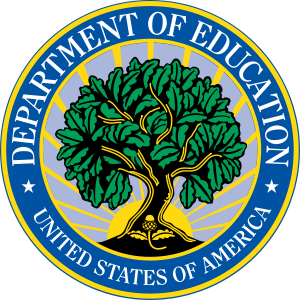 DEPARTMENT OF EDUCATION
UNITED STATES OF AMERICA